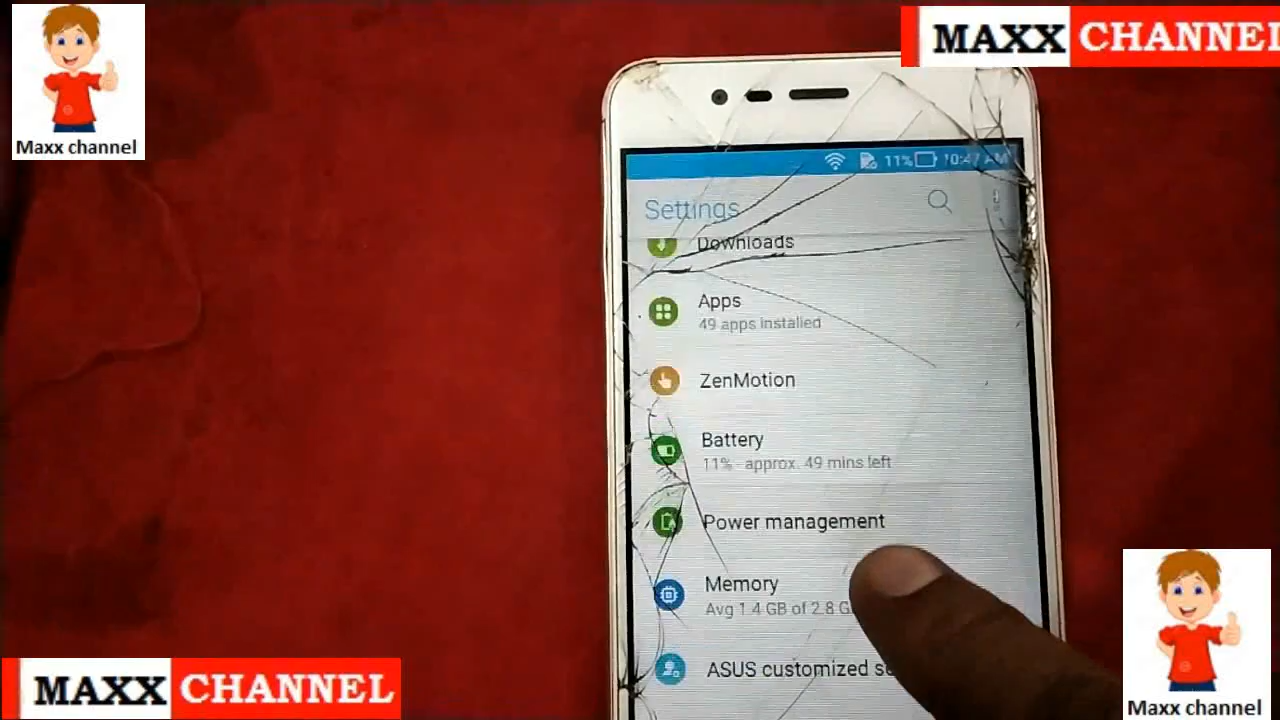 Maxx channel
MAXX CHANNEL
11% 10:47 AM
Settings
Downloads
Apps
49 apps installed
ZenMotion
Battery
11% - approx. 49 mins left
Power management
Memory
Avg 1.4 GB of 2.8 G
ASUS customized se
MAXX CHANNEL
Maxx channel